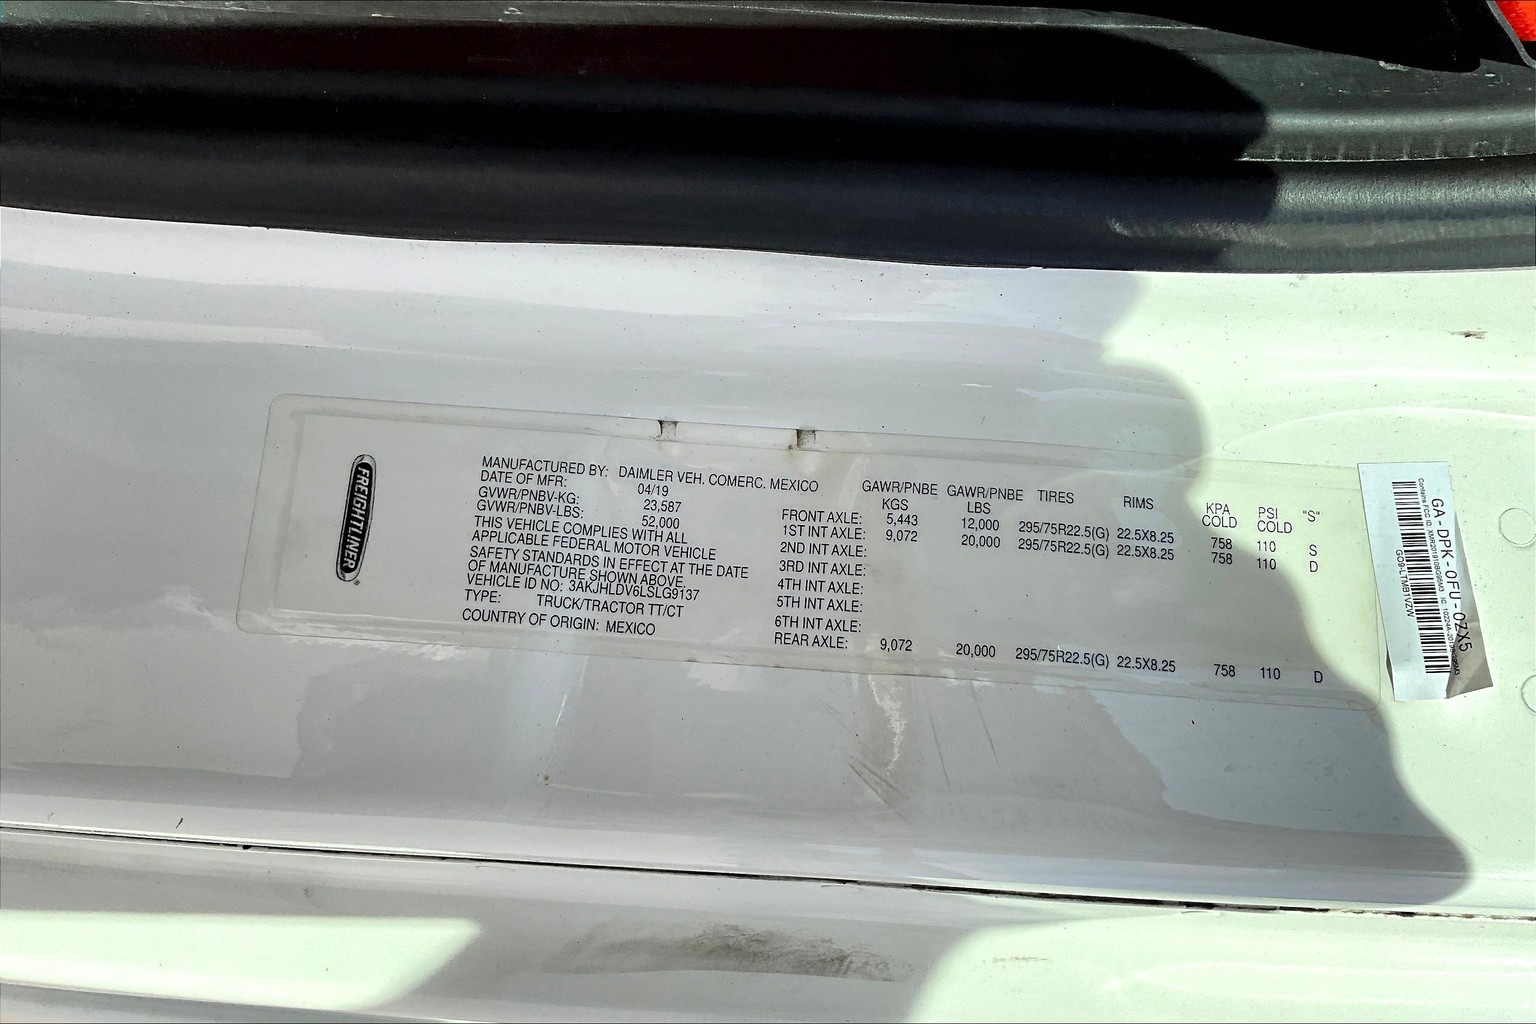 FREIGHTLINER
MANUFACTURED BY: DAIMLER VEH. COMERC. MEXICO
DATE OF MFR: 04/19
GVWR/PNBV-KG: 23,587
GVWR/PNBV-LBS: 52,000
THIS VEHICLE COMPLIES WITH ALL
APPLICABLE FEDERAL MOTOR VEHICLE
SAFETY STANDARDS IN EFFECT AT THE DATE
OF MANUFACTURE SHOWN ABOVE.
VEHICLE ID NO: 3AKJHLDV6LSLG9137
TYPE: TRUCK/TRACTOR TT/CT
COUNTRY OF ORIGIN: MEXICO
GAWR/PNBE GAWR/PNBE TIRES RIMS KPA PSI "S"
KGS LBS COLD COLD
FRONT AXLE: 5,443 12,000 295/75R22.5(G) 22.5X8.25 758 110 S
1ST INT AXLE: 9,072 20,000 295/75R22.5(G) 22.5X8.25 758 110 D
2ND INT AXLE:
3RD INT AXLE:
4TH INT AXLE:
5TH INT AXLE:
6TH INT AXLE:
REAR AXLE: 9,072 20,000 295/75R22.5(G) 22.5X8.25 758 110 D
GA-DPK-0FU-0ZX5